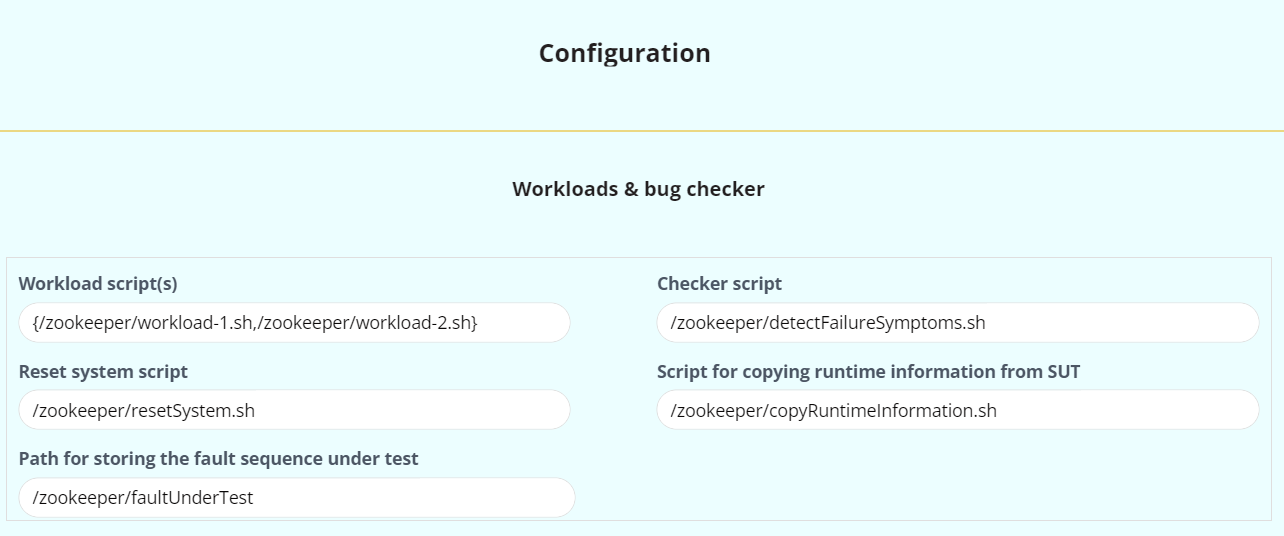 Configuration
Workloads & bug checker
Workload script(s)
{/zookeeper/workload-1.sh,/zookeeper/workload-2.sh}
Checker script
/zookeeper/detectFailureSymptoms.sh
Reset system script
/zookeeper/resetSystem.sh
Script for copying runtime information from SUT
/zookeeper/copyRuntimeInformation.sh
Path for storing the fault sequence under test
/zookeeper/faultUnderTest